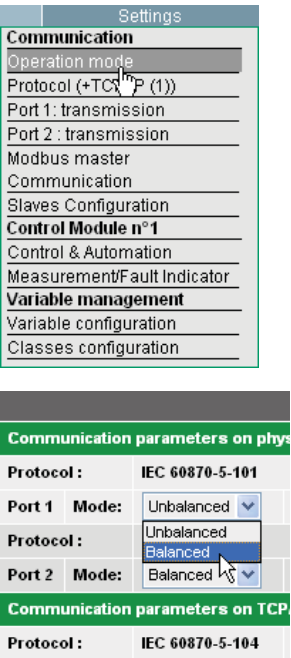 Settings
Communication
Operation mode
Protocol (+TCP/IP (1))
Port 1: transmission
Port 2 : transmission
Modbus master
Communication
Slaves Configuration
Control Module n°1
Control & Automation
Measurement/Fault Indicator
Variable management
Variable configuration
Classes configuration
Communication parameters on phys
Protocol : IEC 60870-5-101
Port 1 Mode: Unbalanced
Unbalanced
Protocol :
Balanced
Port 2 Mode: Balanced
Communication parameters on TCP
Protocol : IEC 60870-5-104